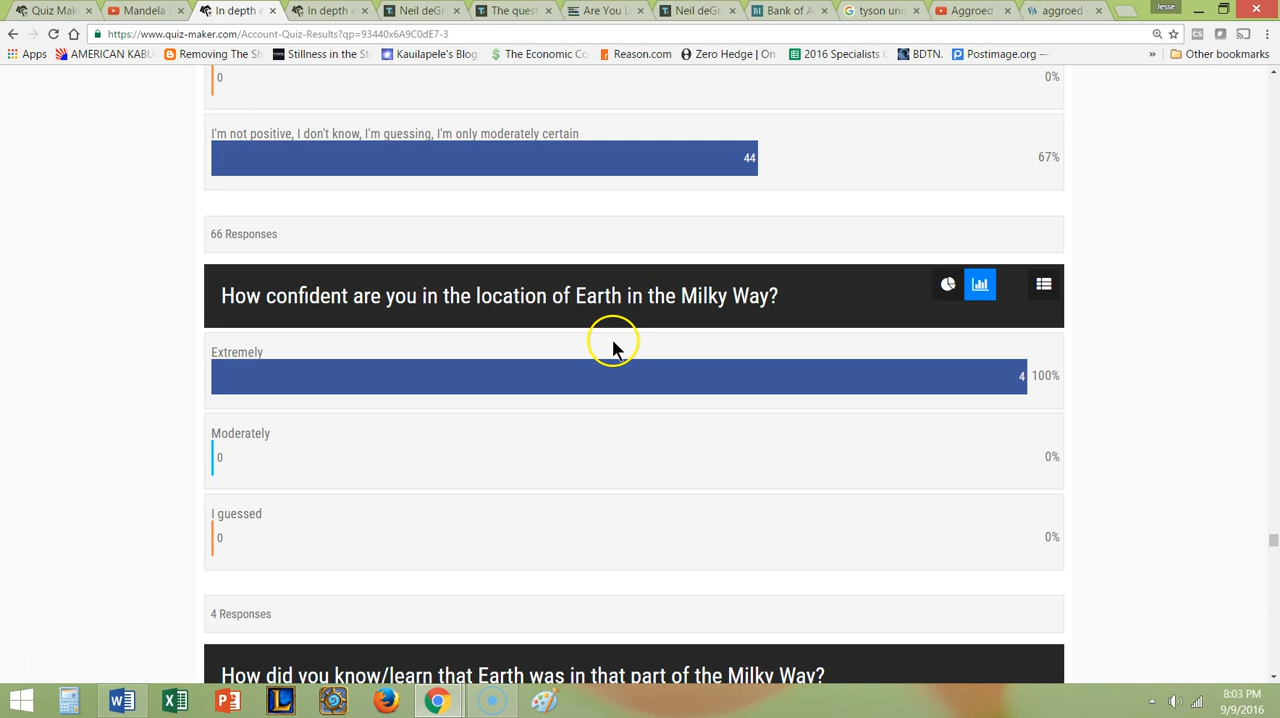 Quiz Mak
Mandela
In depth e
In depth e
Neil deGr
The quest
Are You L
Neil deGr
Bank of A
tyson univ
Aggroed
aggroed
Jesse
https://www.quiz-maker.com/Account-Quiz-Results?qp=93440x6A9C0dE7-3
Apps
AMERICAN KABU
Removing The Sh
Stillness in the St
Kauilapele's Blog
The Economic Co
Reason.com
Zero Hedge | On
2016 Specialists C
BDTN.
Postimage.org —
»
Other bookmarks
0
0%
I'm not positive, I don't know, I'm guessing, I'm only moderately certain
44
67%
66 Responses
How confident are you in the location of Earth in the Milky Way?
Extremely
4
100%
Moderately
0
0%
I guessed
0
0%
4 Responses
How did you know/learn that Earth was in that part of the Milky Way?
8:03 PM
9/9/2016